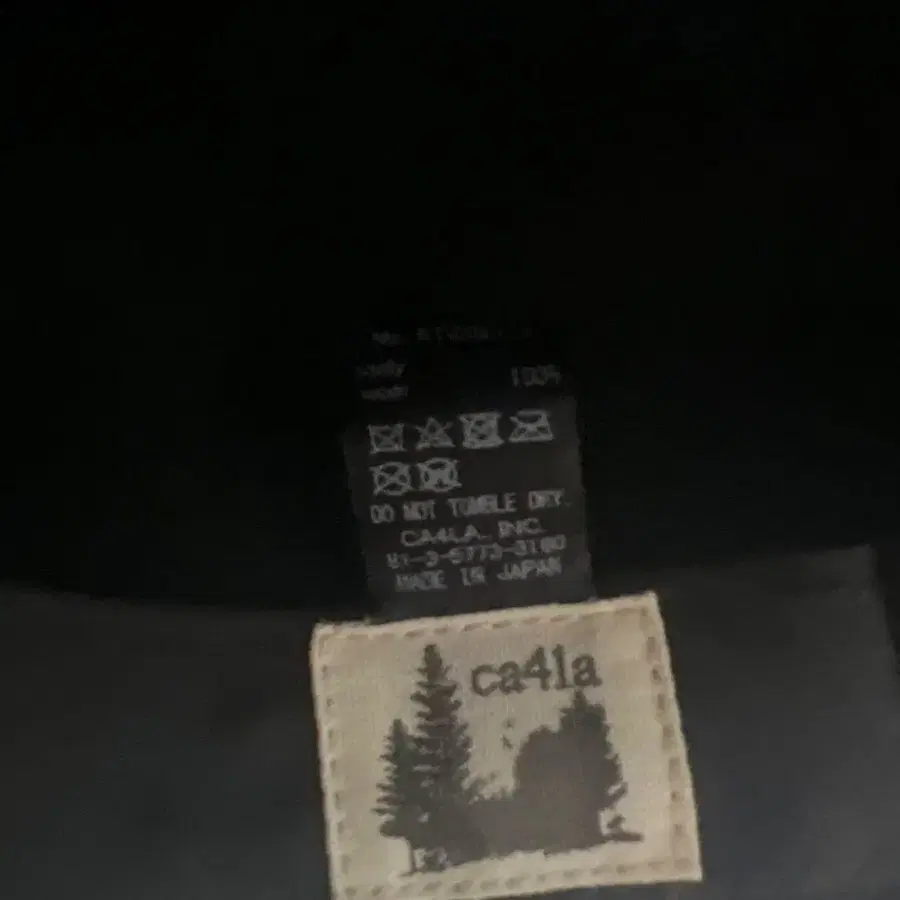 100%
DO NOT TUMBLE DRY.
CA4LA, INC.
81-3-5773-3160
MADE IN JAPAN
ca4la